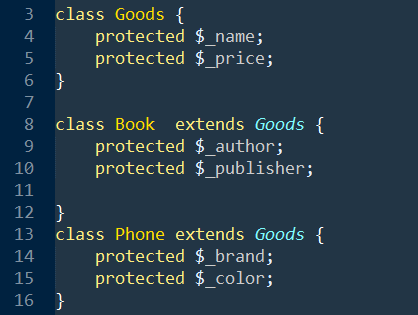 3 class Goods {
4     protected $_name;
5     protected $_price;
6 }
7
8 class Book  extends Goods {
9     protected $_author;
10     protected $_publisher;
11
12 }
13 class Phone extends Goods {
14     protected $_brand;
15     protected $_color;
16 }